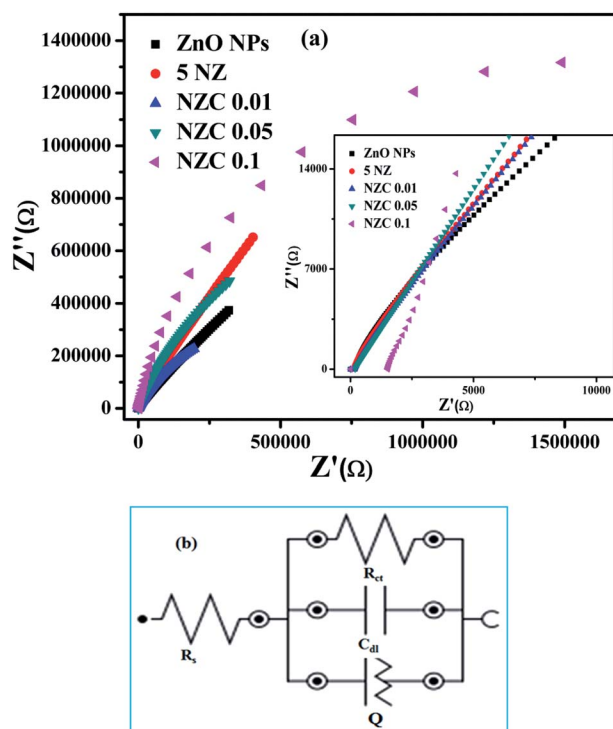 (a)
ZnO NPs
5 NZ
NZC 0.01
NZC 0.05
NZC 0.1
Z''(Ω)
1400000
1200000
1000000
800000
600000
400000
200000
0
0
500000
1000000
1500000
Z'(Ω)
ZnO NPs
5 NZ
NZC 0.01
NZC 0.05
NZC 0.1
Z''(Ω)
14000
7000
0
0
5000
10000
Z'(Ω)
(b)
Rs
Rct
Cdl
Q